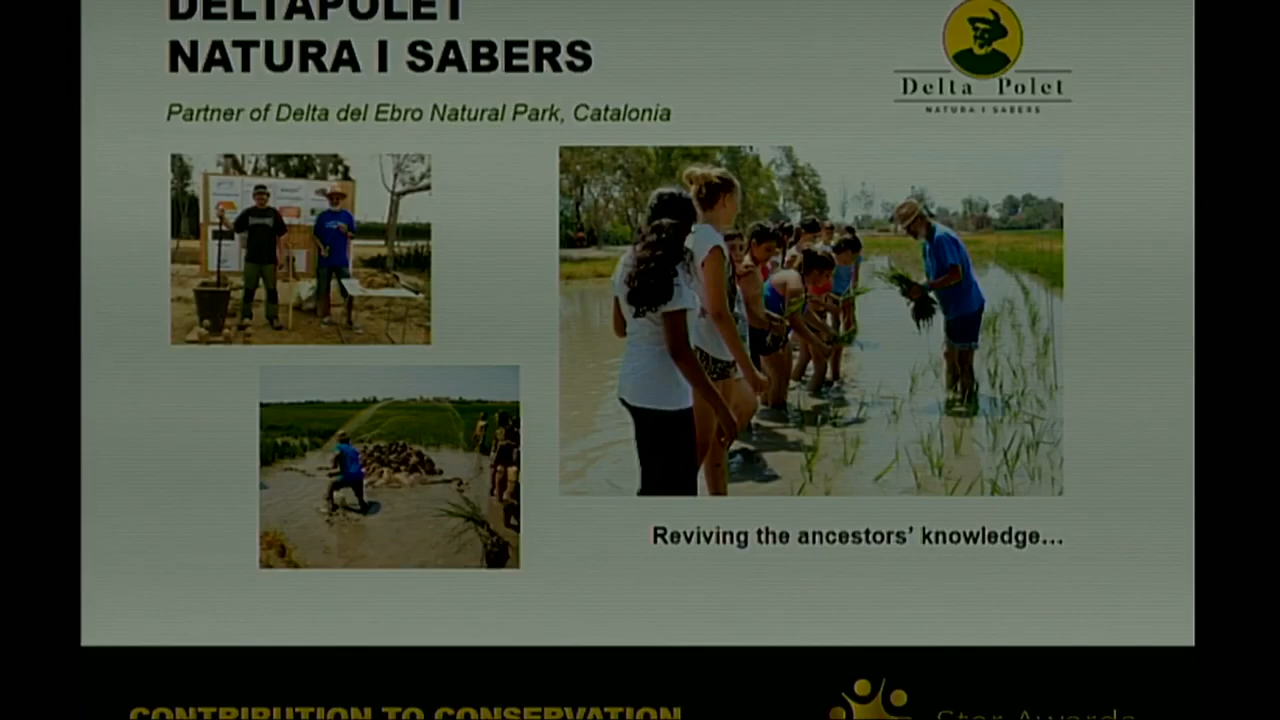 DELTAPOLET
NATURA I SABERS
Partner of Delta del Ebro Natural Park, Catalonia
Delta Polet
NATURA I SABERS
Reviving the ancestors' knowledge...
CONTRIBUTION TO CONSERVATION
Star Awards